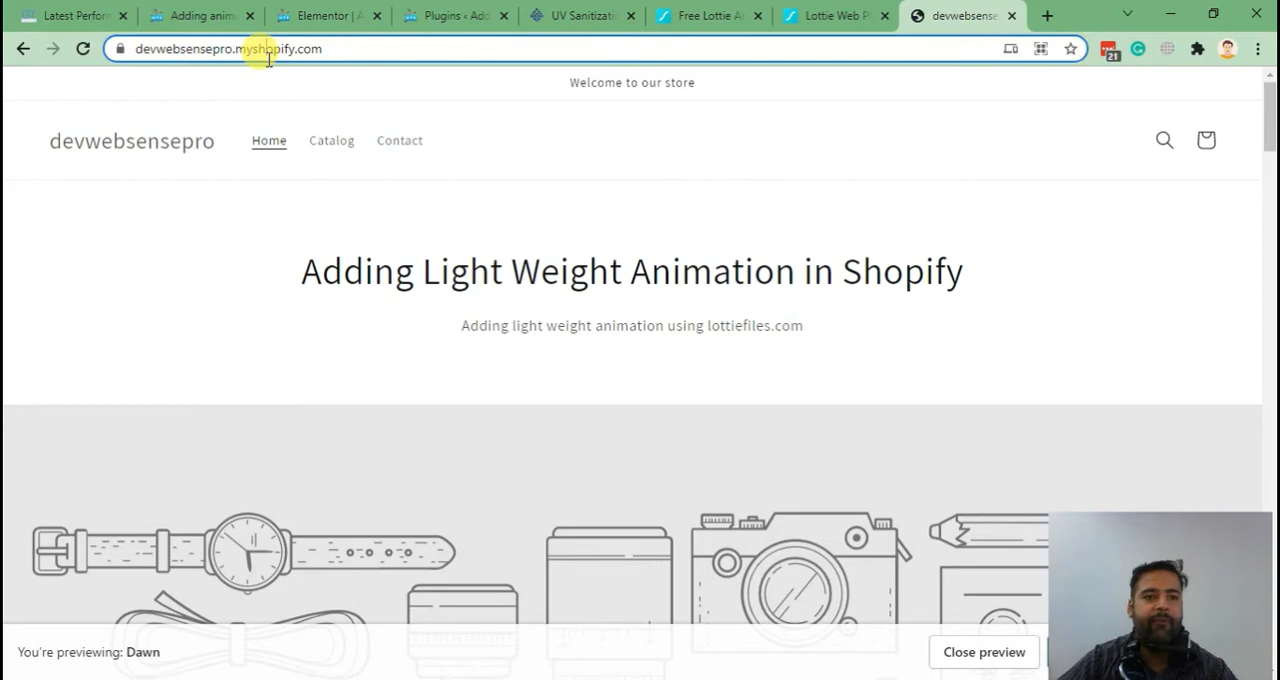 Latest Perfor
Adding anim
Elementor | A
Plugins ‹ Add
UV Sanitizati
Free Lottie A
Lottie Web P
devwebsense
devwebsensepro.myshopify.com
21
Welcome to our store
devwebsensepro
Home
Catalog
Contact
Adding Light Weight Animation in Shopify
Adding light weight animation using lottiefiles.com
You're previewing: Dawn
Close preview